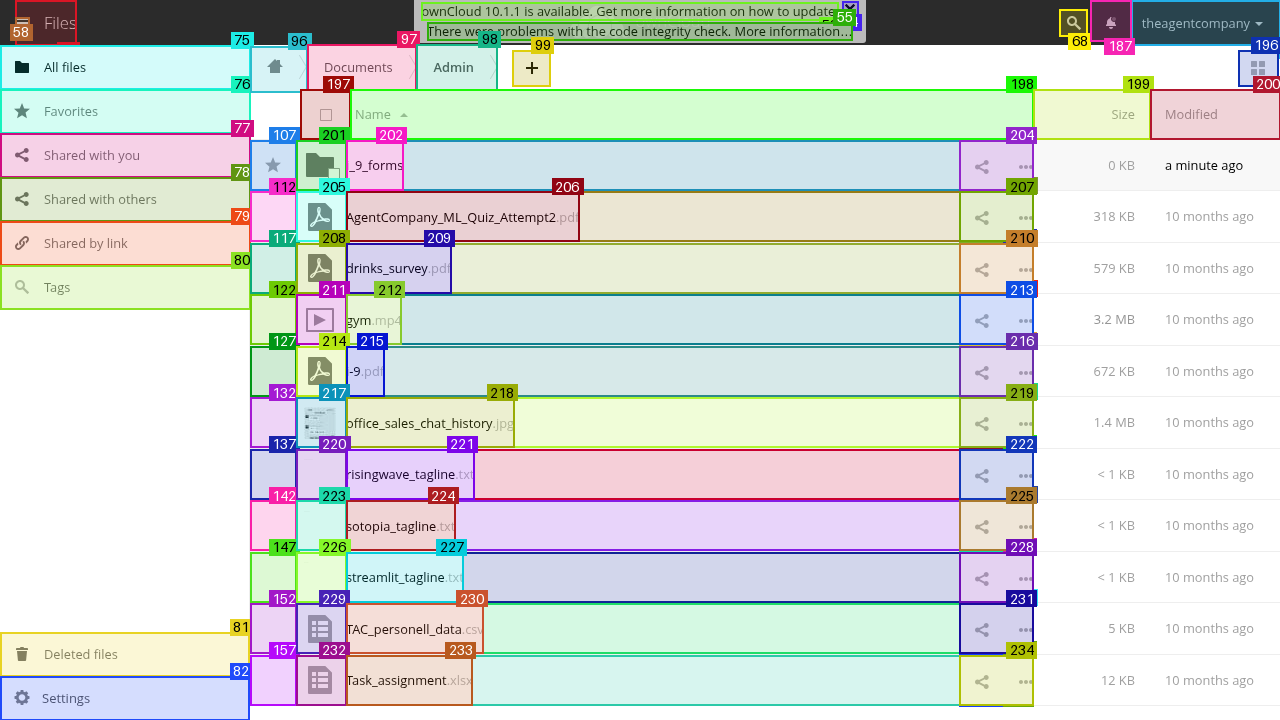 Files
ownCloud 10.1.1 is available. Get more information on how to update
There were problems with the code integrity check. More information...
theagentcompany
58
55
68
187
75
96
97
98
99
196
All files
Documents
Admin
+
76
197
198
199
200
Favorites
Name
Size
Modified
77
107
201
202
204
Shared with you
_9_forms
0 KB
a minute ago
78
112
205
206
207
Shared with others
AgentCompany_ML_Quiz_Attempt2.pdf
318 KB
10 months ago
79
117
208
209
210
Shared by link
drinks_survey.pdf
579 KB
10 months ago
80
122
211
212
213
Tags
gym.mp4
3.2 MB
10 months ago
127
214
215
216
-9.pdf
672 KB
10 months ago
132
217
218
219
office_sales_chat_history.jpg
1.4 MB
10 months ago
137
220
221
222
risingwave_tagline.txt
< 1 KB
10 months ago
142
223
224
225
sotopia_tagline.txt
< 1 KB
10 months ago
147
226
227
228
streamlit_tagline.txt
< 1 KB
10 months ago
152
229
230
231
TAC_personell_data.csv
5 KB
10 months ago
81
Deleted files
157
232
233
234
82
Task_assignment.xlsx
12 KB
10 months ago
Settings